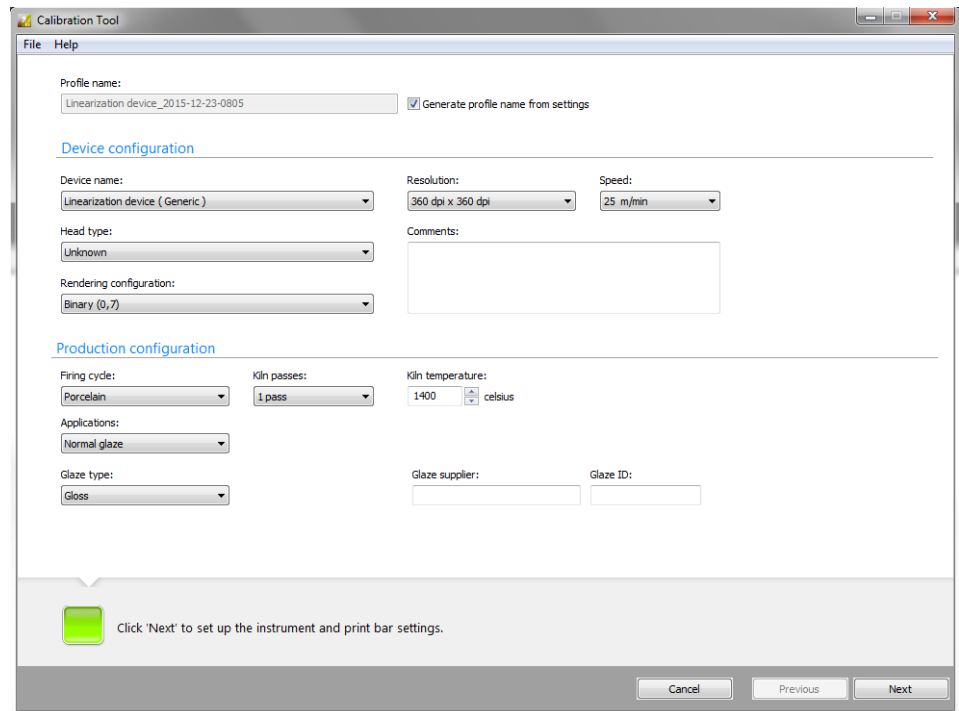 Calibration Tool
File Help
Profile name:
Linearization device_2015-12-23-0805
Generate profile name from settings
Device configuration
Device name:
Linearization device ( Generic )
Resolution:
360 dpi x 360 dpi
Speed:
25 m/min
Head type:
Unknown
Comments:
Rendering configuration:
Binary (0,7)
Production configuration
Firing cycle:
Porcelain
Kiln passes:
1 pass
Kiln temperature:
1400 celsius
Applications:
Normal glaze
Glaze type:
Gloss
Glaze supplier:
Glaze ID:
Click 'Next' to set up the instrument and print bar settings.
Cancel Previous Next